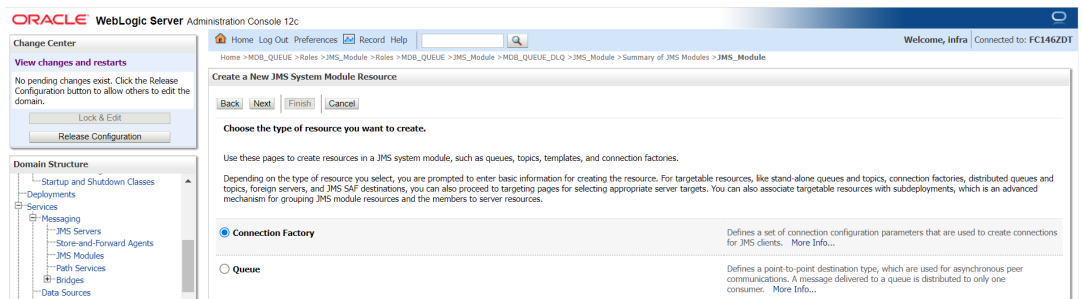 ORACLE WebLogic Server Administration Console 12c
Change Center
View changes and restarts
No pending changes exist. Click the Release
Configuration button to allow others to edit the
domain.
Lock & Edit
Release Configuration
Domain Structure
Startup and Shutdown Classes
Deployments
Services
Messaging
JMS Servers
Store-and-Forward Agents
JMS Modules
Path Services
Bridges
Data Sources
Home Log Out Preferences Record Help
Welcome, infra Connected to: FC146ZDT
Home >MDB_QUEUE >Roles >JMS_Module >Roles >MDB_QUEUE >JMS_Module >MDB_QUEUE_DLQ >JMS_Module >Summary of JMS Modules >JMS_Module
Create a New JMS System Module Resource
Back Next Finish Cancel
Choose the type of resource you want to create.
Use these pages to create resources in a JMS system module, such as queues, topics, templates, and connection factories.
Depending on the type of resource you select, you are prompted to enter basic information for creating the resource. For targetable resources, like stand-alone queues and topics, connection factories, distributed queues and
topics, foreign servers, and JMS SAF destinations, you can also proceed to targeting pages for selecting appropriate server targets. You can also associate targetable resources with subdeployments, which is an advanced
mechanism for grouping JMS module resources and the members to server resources.
Connection Factory
Defines a set of connection configuration parameters that are used to create connections
for JMS clients. More Info...
Queue
Defines a point-to-point destination type, which are used for asynchronous peer
communications. A message delivered to a queue is distributed to only one
consumer. More Info...